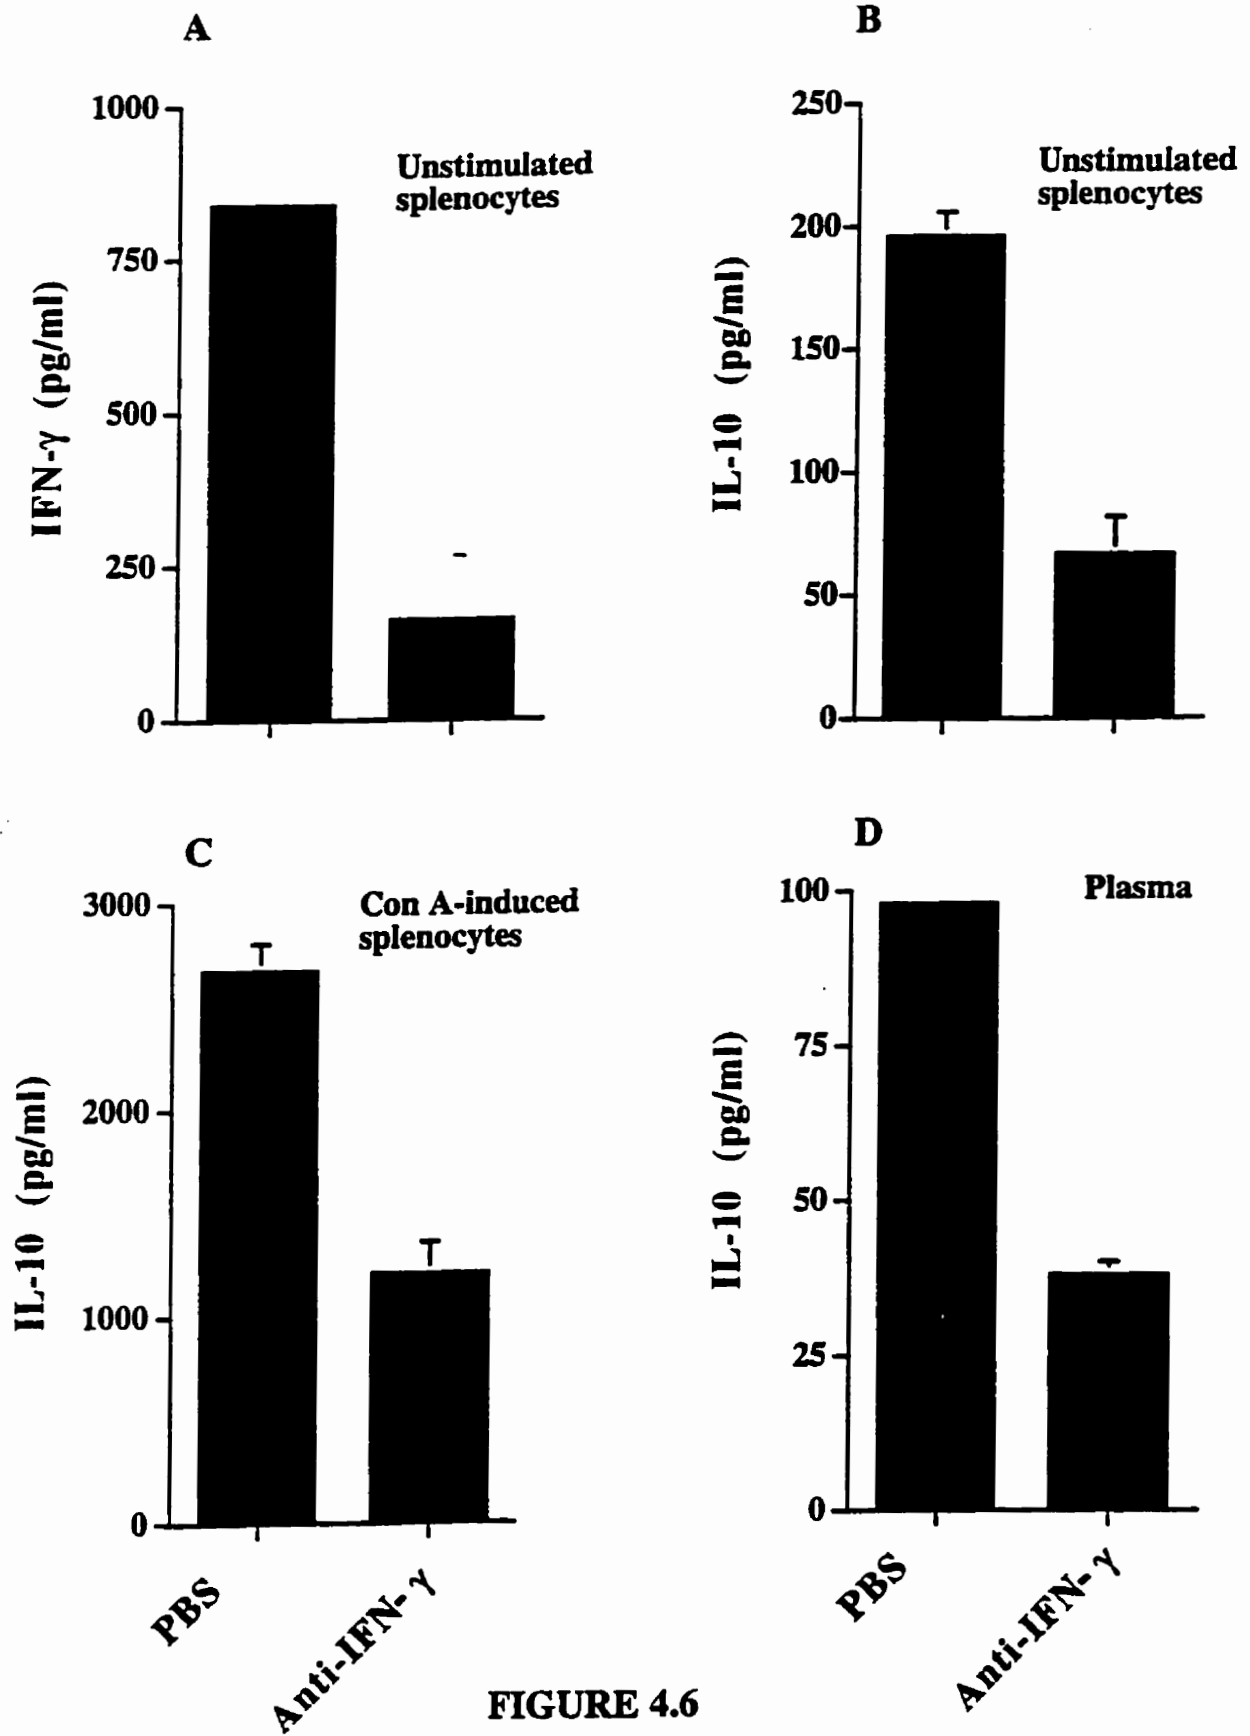 A
1000
750
500
250
0
IFN-γ (pg/ml)
Unstimulated
splenocytes
B
250
200
150
100
50
0
IL-10 (pg/ml)
Unstimulated
splenocytes
C
3000
2000
1000
0
IL-10 (pg/ml)
Con A-induced
splenocytes
PBS
Anti-IFN- γ
D
100
75
50
25
0
IL-10 (pg/ml)
Plasma
PBS
Anti-IFN- γ
FIGURE 4.6